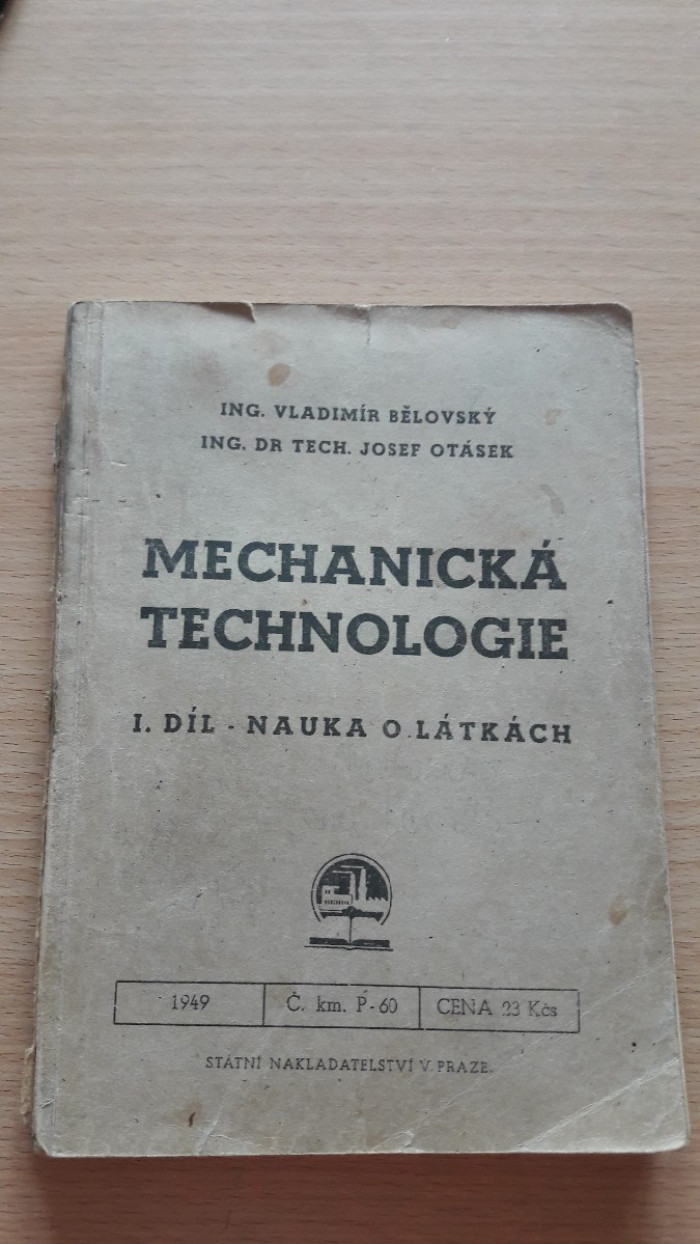 ING. VLADIMÍR BĚLOVSKÝ
ING. DR TECH. JOSEF OTÁSEK
MECHANICKÁ
TECHNOLOGIE
I. DÍL - NAUKA O LÁTKÁCH
1949 Č. km. P-60 CENA 23 Kčs
STÁTNÍ NAKLADATELSTVÍ V PRAZE.